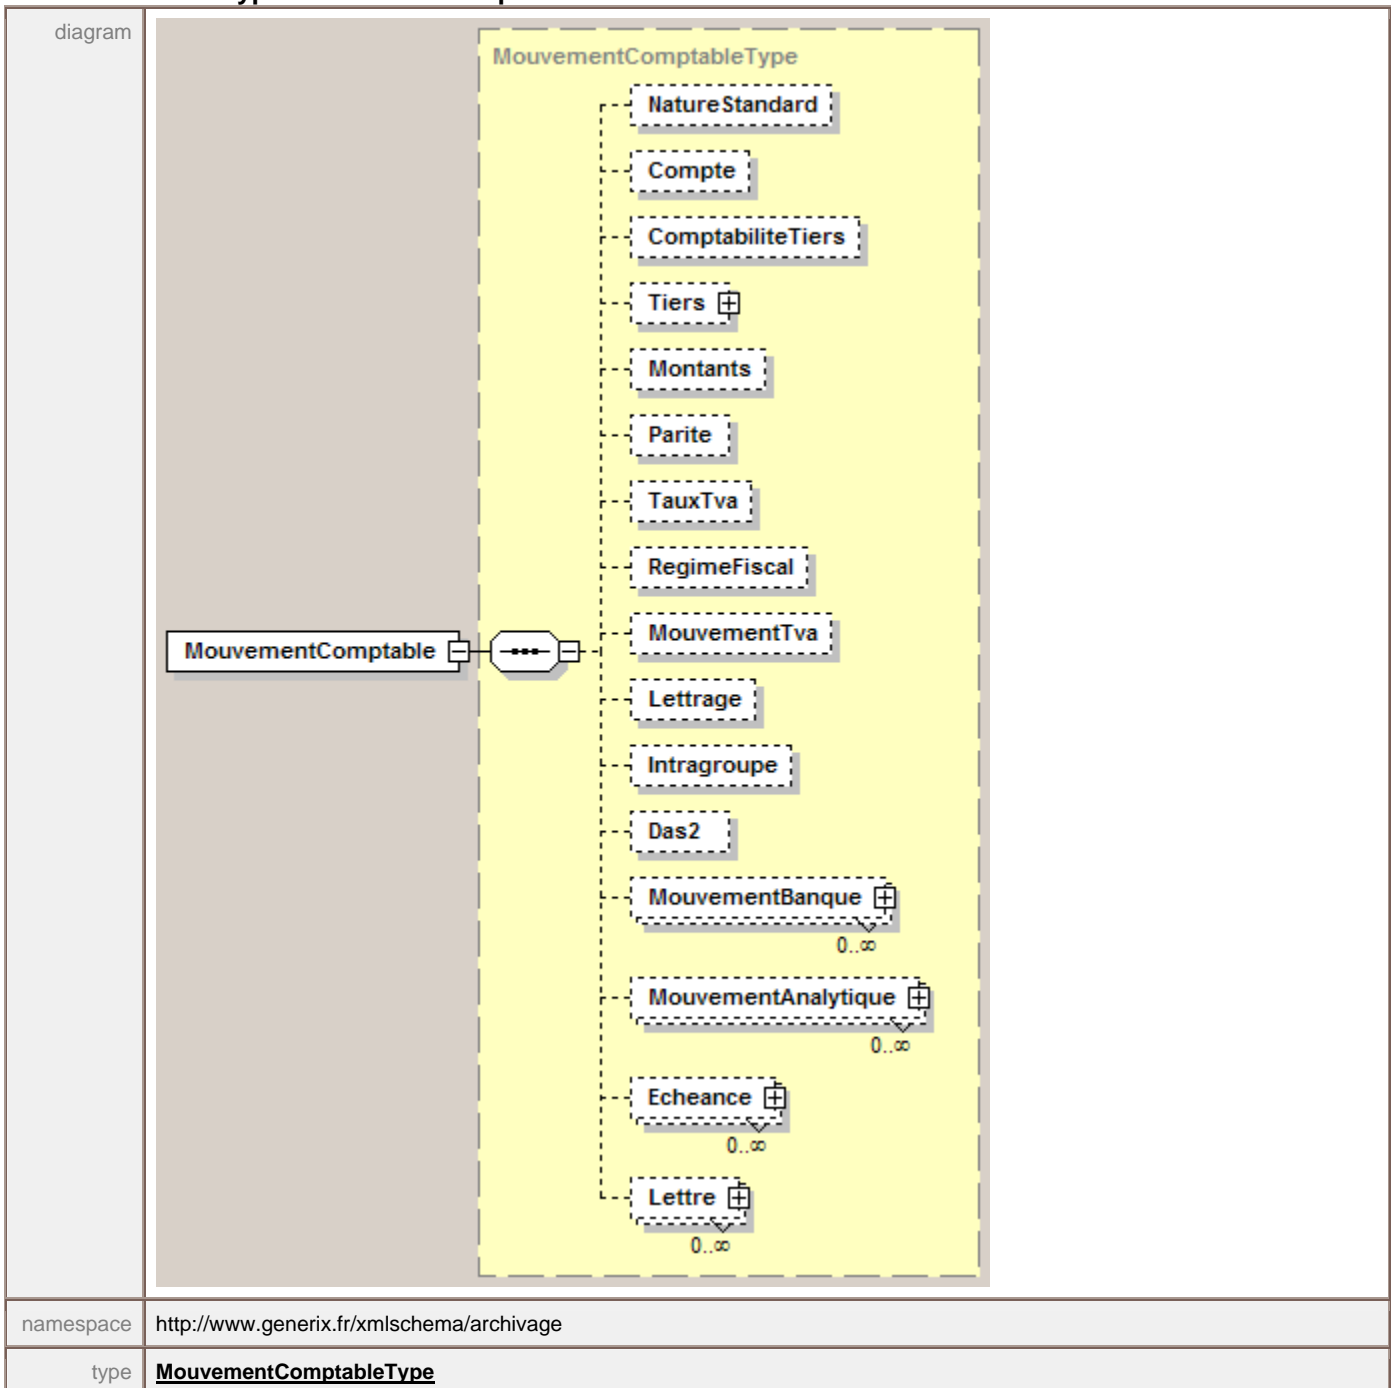 diagram
MouvementComptableType
NatureStandard
Compte
ComptabiliteTiers
Tiers
Montants
Parite
TauxTva
RegimeFiscal
MouvementTva
MouvementComptable
Lettrage
Intragroupe
Das2
MouvementBanque
0..∞
MouvementAnalytique
0..∞
Echeance
0..∞
Lettre
0..∞
namespace http://www.generix.fr/xmlschema/archivage
type MouvementComptableType